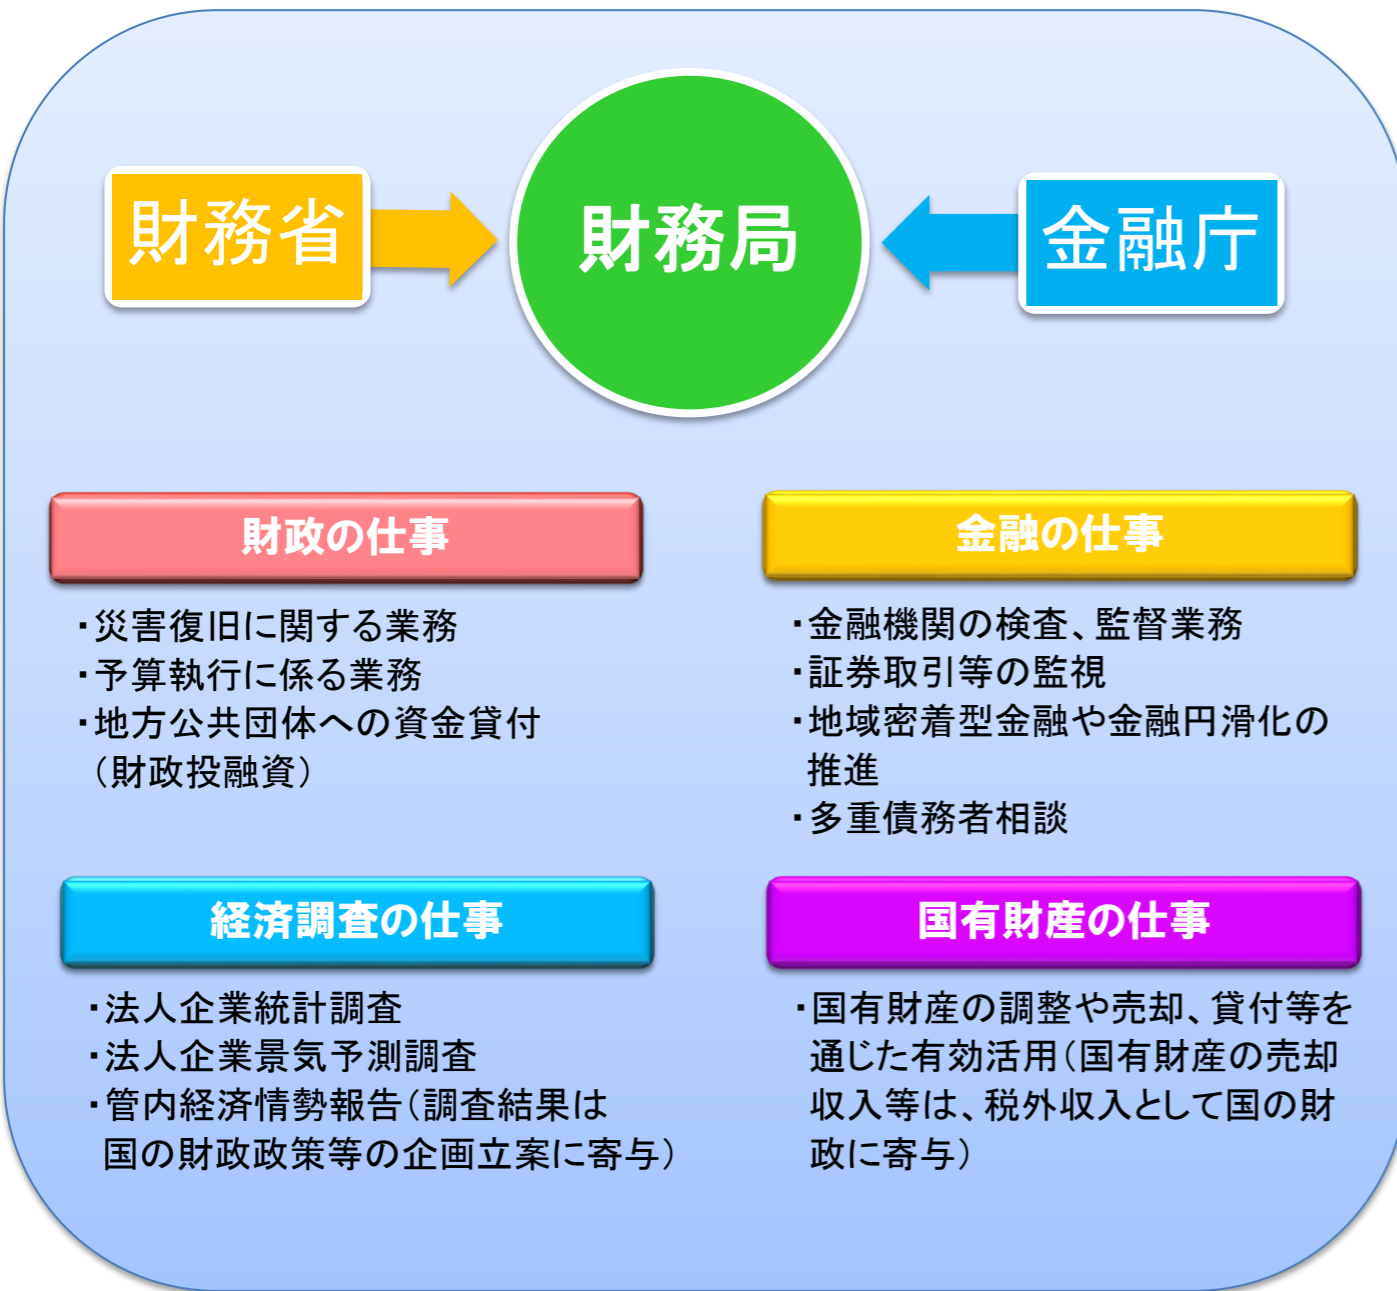 財務省
財務局
金融庁
財政の仕事
・災害復旧に関する業務
・予算執行に係る業務
・地方公共団体への資金貸付
（財政投融資）
金融の仕事
・金融機関の検査、監督業務
・証券取引等の監視
・地域密着型金融や金融円滑化の
推進
・多重債務者相談
経済調査の仕事
・法人企業統計調査
・法人企業景気予測調査
・管内経済情勢報告（調査結果は
国の財政政策等の企画立案に寄与）
国有財産の仕事
・国有財産の調整や売却、貸付等を
通じた有効活用（国有財産の売却
収入等は、税外収入として国の財
政に寄与）